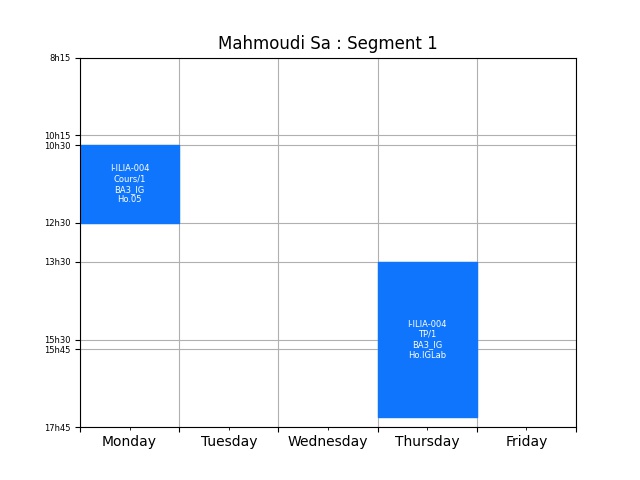 Mahmoudi Sa : Segment 1
8h15
10h15
10h30
I-ILIA-004
Cours/1
BA3_IG
Ho.05
12h30
13h30
I-ILIA-004
TP/1
BA3_IG
Ho.IGLab
15h30
15h45
17h45
Monday Tuesday Wednesday Thursday Friday